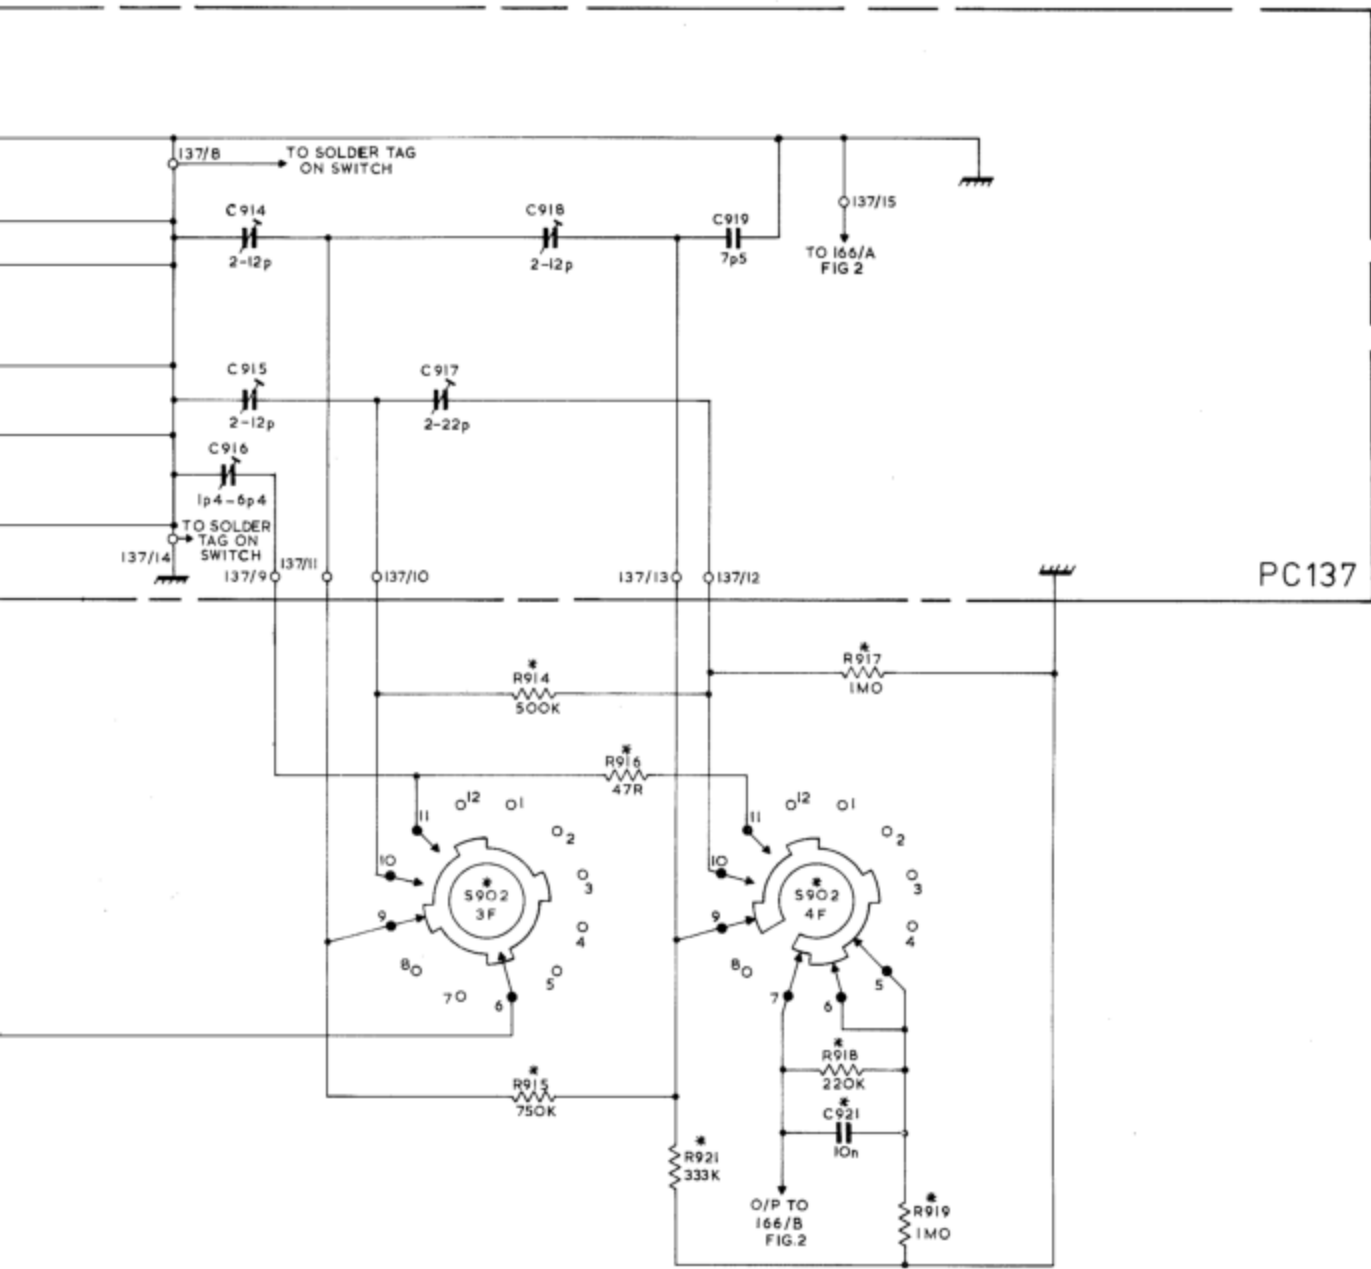 137/8
TO SOLDER TAG
ON SWITCH
C914
2-12p
C918
2-12p
C919
7p5
137/15
TO 166/A
FIG 2
C915
2-12p
C917
2-22p
C916
1p4-6p4
TO SOLDER
TAG ON
SWITCH
137/14
137/9
137/11
137/10
137/13
137/12
PC137
*
R914
500K
*
R917
1M0
*
R916
47R
12
1
2
3
4
5
6
7
8
9
10
11
*
S902
3F
12
1
2
3
4
5
6
7
8
9
10
11
*
S902
4F
*
R915
750K
*
R918
220K
*
C921
10n
*
R921
333K
O/P TO
166/B
FIG.2
*
R919
1M0